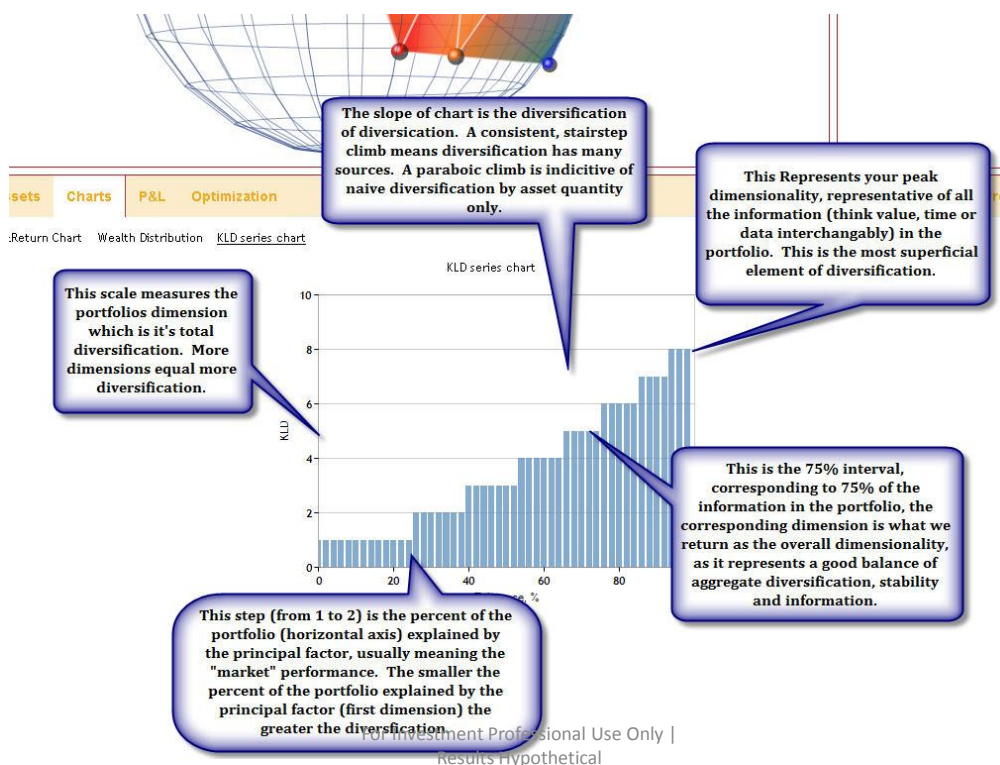 The slope of chart is the diversification
of diversication.  A consistent, stairstep
climb means diversification has many
sources.  A paraboic climb is indicitive of
naive diversification by asset quantity
only.
This Represents your peak
dimensionality, representative of all
the information (think value, time or
data interchangably) in the
portfolio.  This is the most superficial
element of diversification.
sets Charts P&L Optimization
:Return Chart Wealth Distribution KLD series chart
KLD series chart
This scale measures the
portfolios dimension
which is it's total
diversification.  More
dimensions equal more
diversification.
10
8
6
4
2
0
KLD
0 20 40 60 80
%
This is the 75% interval,
corresponding to 75% of the
information in the portfolio, the
corresponding dimension is what we
return as the overall dimensionality,
as it represents a good balance of
aggregate diversification, stability
and information.
This step (from 1 to 2) is the percent of the
portfolio (horizontal axis) explained by
the principal factor, usually meaning the
"market" performance.  The smaller the
percent of the portfolio explained by the
principal factor (first dimension) the
greater the diversfication.
For Investment Professional Use Only |
Results Hypothetical